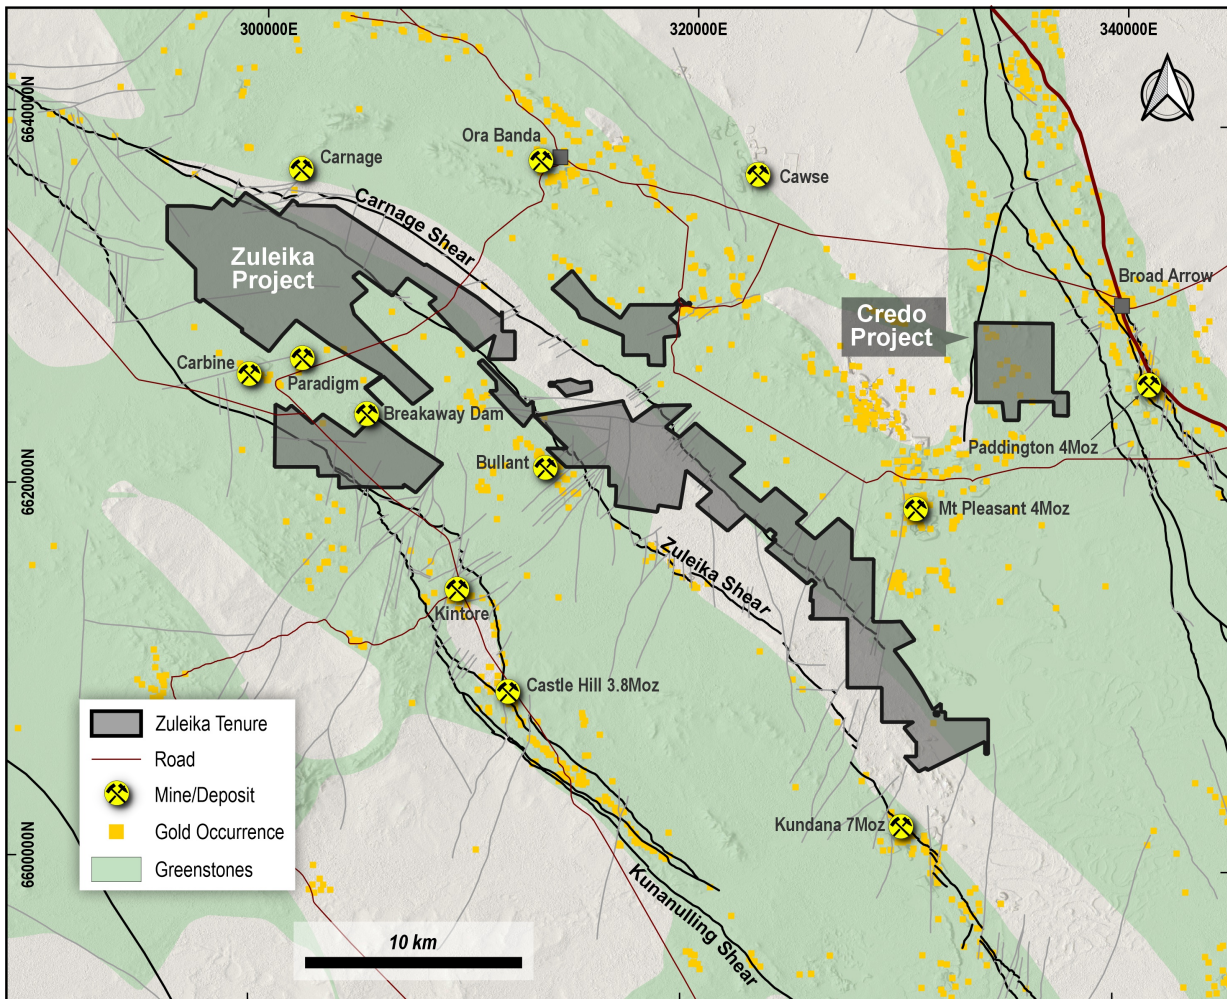 300000E
320000E
340000E
6640000N
6620000N
6600000N
Ora Banda
Carnage
Cawse
Carnage Shear
Zuleika
Project
Broad Arrow
Credo
Project
Carbine
Paradigm
Breakaway Dam
Paddington 4Moz
Bullant
Mt Pleasant 4Moz
Zuleika Shear
Kintore
Castle Hill 3.8Moz
Kundana 7Moz
Kunanulling Shear
Zuleika Tenure
Road
Mine/Deposit
Gold Occurrence
Greenstones
10 km